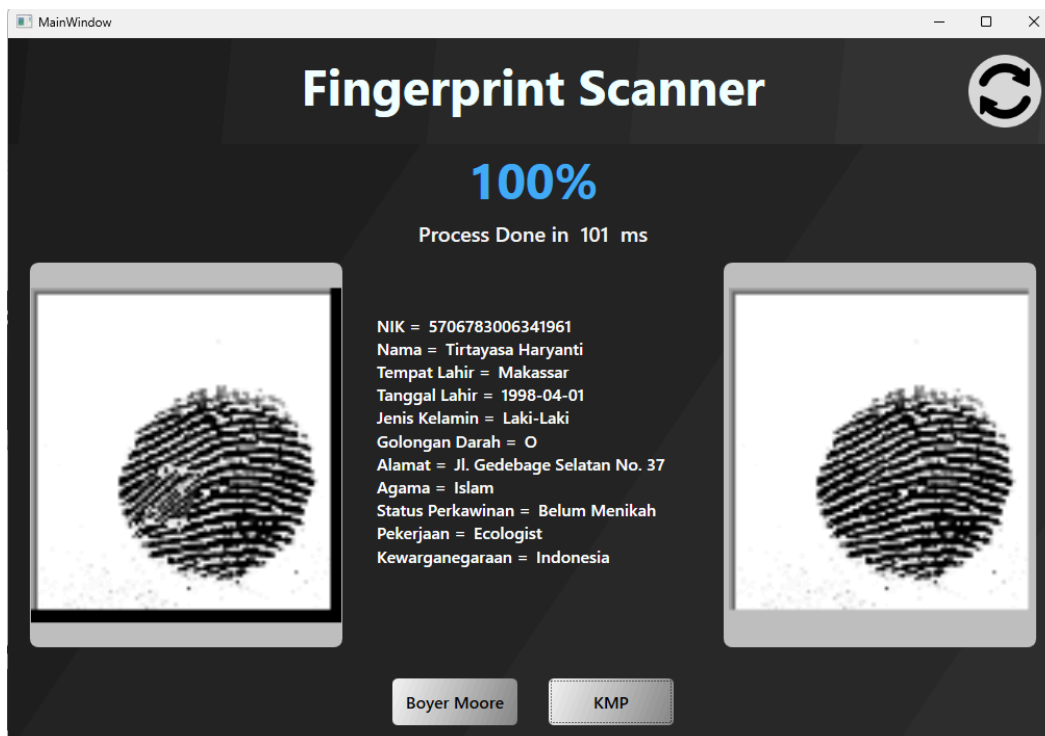 MainWindow
Fingerprint Scanner
100%
Process Done in 101 ms
NIK = 5706783006341961
Nama = Tirtayasa Haryanti
Tempat Lahir = Makassar
Tanggal Lahir = 1998-04-01
Jenis Kelamin = Laki-Laki
Golongan Darah = O
Alamat = Jl. Gedebage Selatan No. 37
Agama = Islam
Status Perkawinan = Belum Menikah
Pekerjaan = Ecologist
Kewarganegaraan = Indonesia
Boyer Moore
KMP